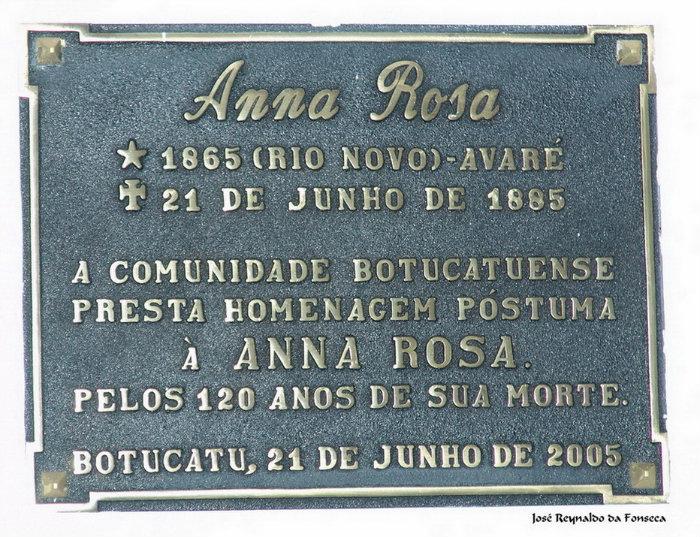 Anna Rosa
★ 1865 (RIO NOVO) - AVARÉ
✠ 21 DE JUNHO DE 1885
A COMUNIDADE BOTUCATUENSE
PRESTA HOMENAGEM PÓSTUMA
À ANNA ROSA.
PELOS 120 ANOS DE SUA MORTE.
BOTUCATU, 21 DE JUNHO DE 2005
José Reynaldo da Fonseca